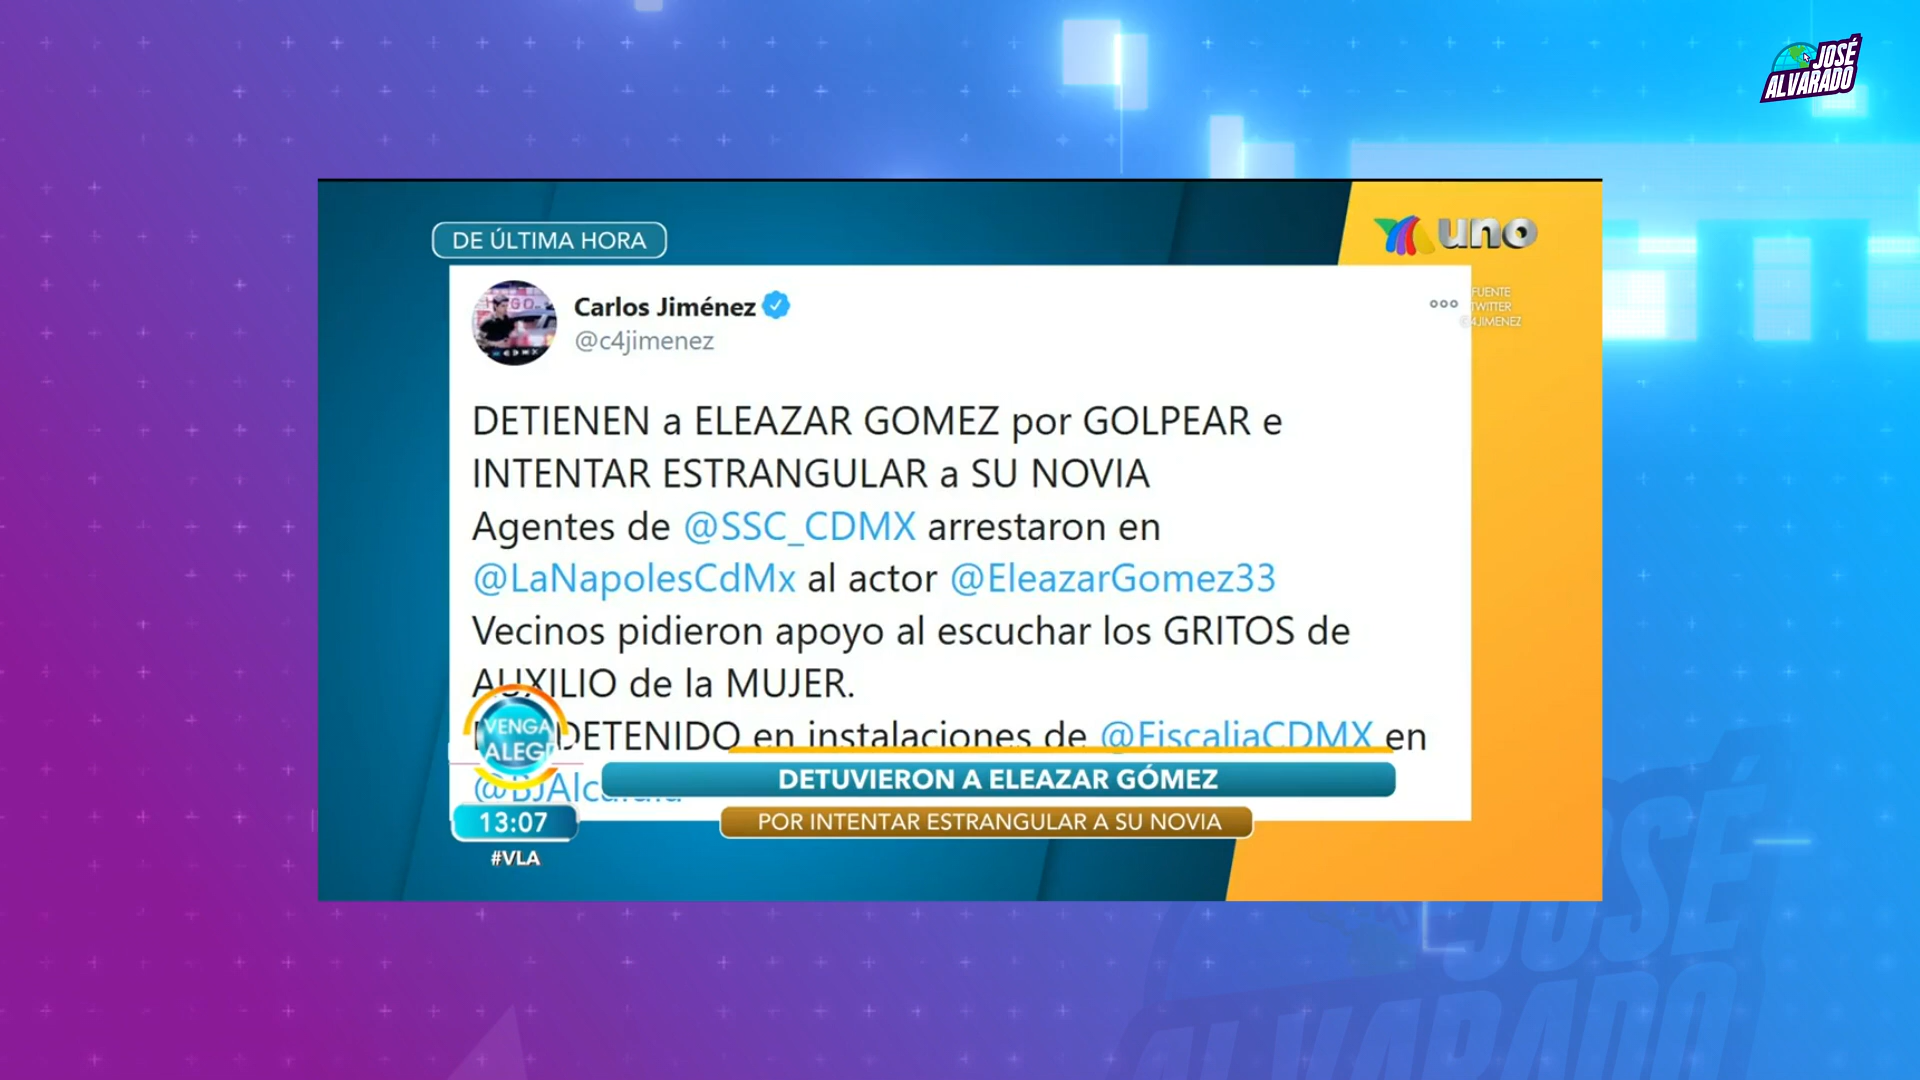 JOSÉ
ALVARADO
DE ÚLTIMA HORA
uno
Carlos Jiménez
@c4jimenez
FUENTE
TWITTER
@C4JIMENEZ
DETIENEN a ELEAZAR GOMEZ por GOLPEAR e
INTENTAR ESTRANGULAR a SU NOVIA
Agentes de @SSC_CDMX arrestaron en
@LaNapolesCdMx al actor @EleazarGomez33
Vecinos pidieron apoyo al escuchar los GRITOS de
AUXILIO de la MUJER.
DETENIDO en instalaciones de @FiscaliaCDMX en
VENGA
DETUVIERON A ELEAZAR GÓMEZ
POR INTENTAR ESTRANGULAR A SU NOVIA
13:07
#VLA
JOSÉ
ALVARADO